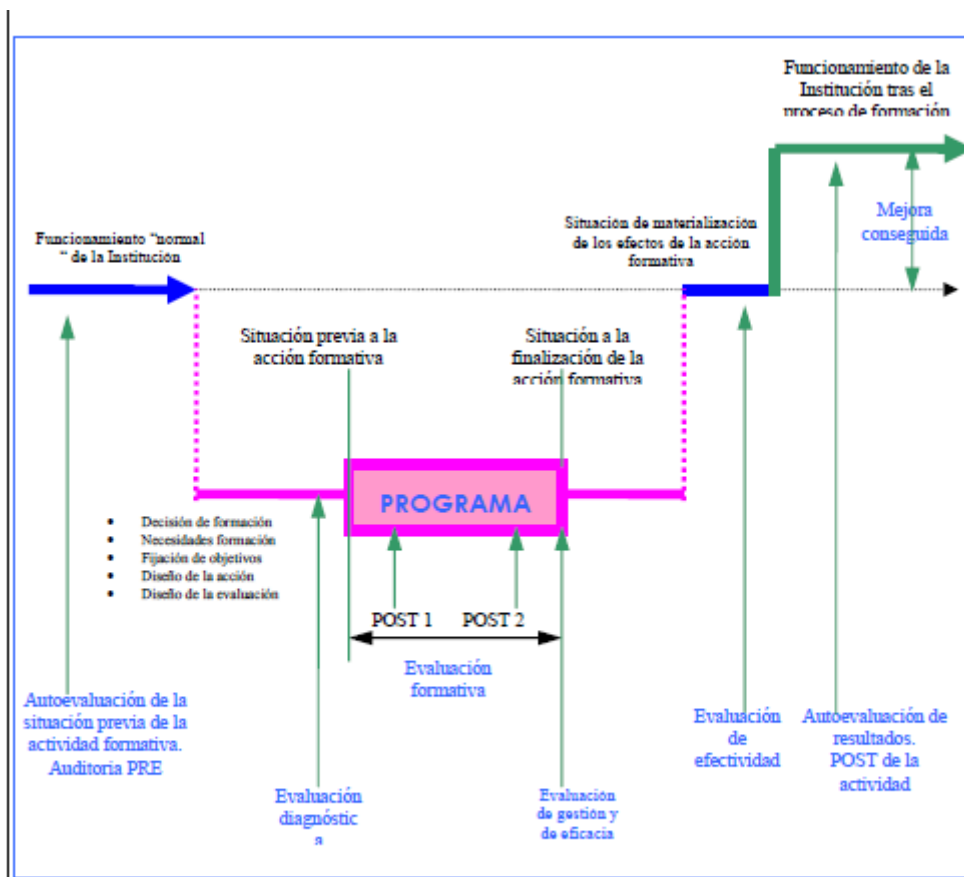 Funcionamiento de la
Institución tras el
proceso de formación
Mejora
conseguida
Situación de materialización
de los efectos de la acción
formativa
Funcionamiento “normal
“ de la Institución
Situación previa a la
acción formativa
Situación a la
finalización de la
acción formativa
PROGRAMA
• Decisión de formación
• Necesidades formación
• Fijación de objetivos
• Diseño de la acción
• Diseño de la evaluación
POST 1
POST 2
Evaluación
formativa
Autoevaluación de la
situación previa de la
actividad formativa.
Auditoria PRE
Evaluación
diagnóstic
a
Evaluación
de gestión y
de eficacia
Evaluación
de
efectividad
Autoevaluación de
resultados.
POST de la
actividad